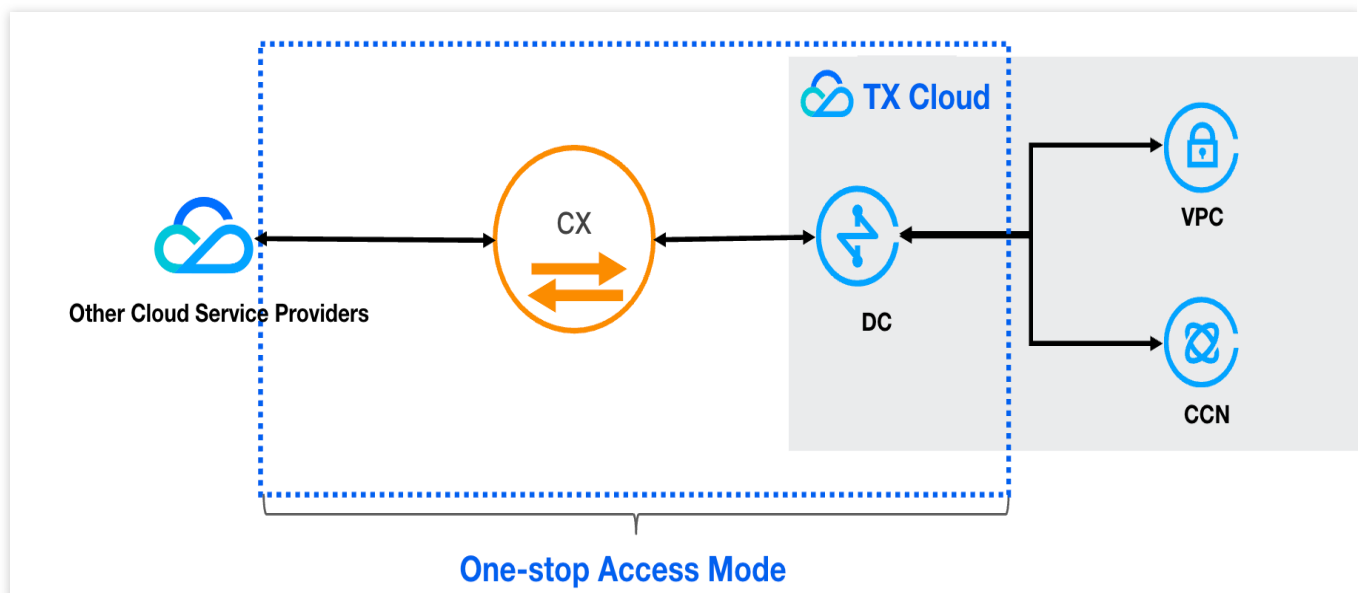 TX Cloud
CX
VPC
Other Cloud Service Providers
DC
CCN
One-stop Access Mode